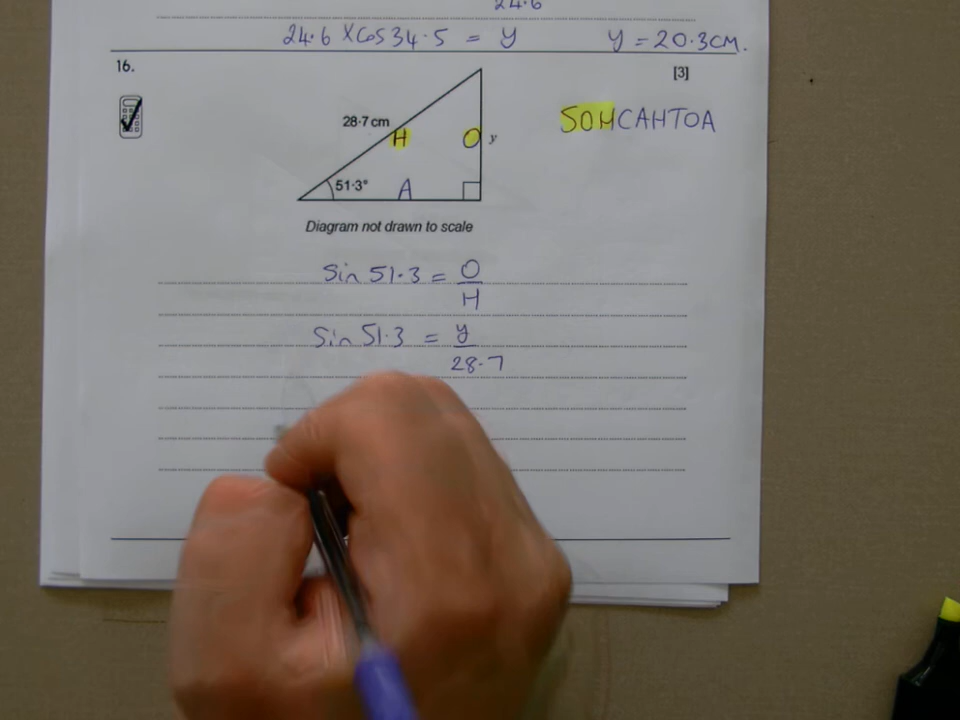 24.6
24.6 x Cos 34.5 = y y = 20.3cm.
16.
[3]
28·7 cm
H
O
y
SOHCAHTOA
51·3°
A
Diagram not drawn to scale
Sin 51.3 = O
H
Sin 51.3 = y
28.7